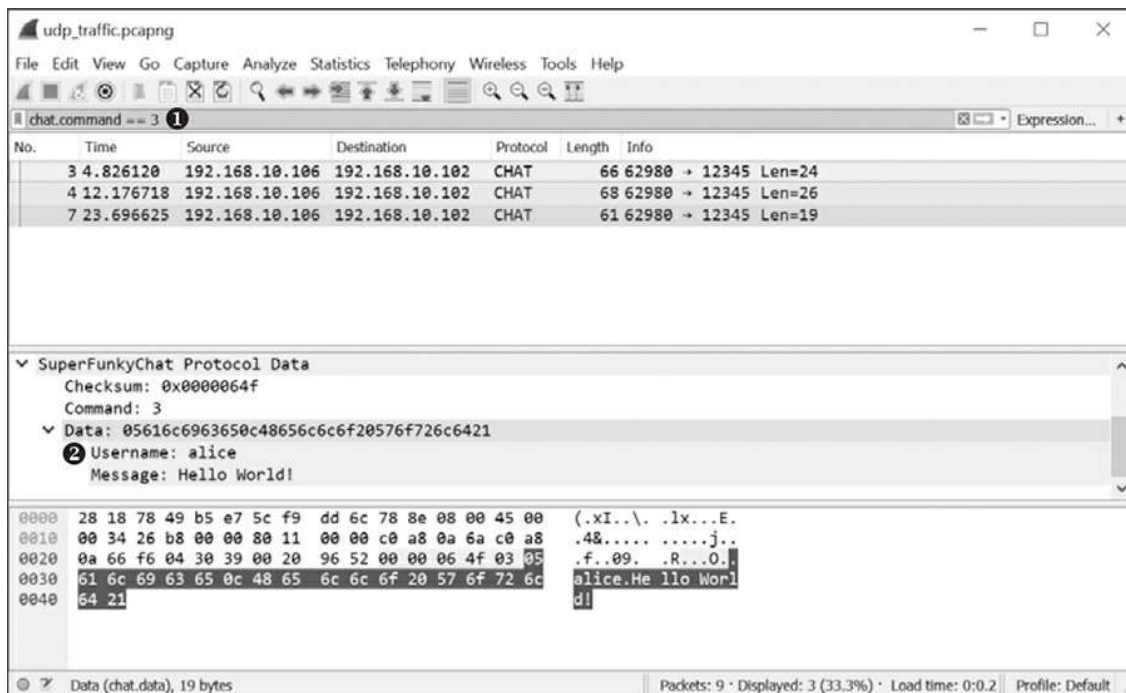 udp_traffic.pcapng
File Edit View Go Capture Analyze Statistics Telephony Wireless Tools Help
chat.command == 3 ❶ Expression... +
No. Time Source Destination Protocol Length Info
3 4.826120 192.168.10.106 192.168.10.102 CHAT 66 62980 → 12345 Len=24
4 12.176718 192.168.10.106 192.168.10.102 CHAT 68 62980 → 12345 Len=26
7 23.696625 192.168.10.106 192.168.10.102 CHAT 61 62980 → 12345 Len=19
SuperFunkyChat Protocol Data
Checksum: 0x0000064f
Command: 3
Data: 05616c6963650c48656c6c6f20576f726c6421
❷ Username: alice
Message: Hello World!
0000 28 18 78 49 b5 e7 5c f9 dd 6c 78 8e 08 00 45 00 (.xI..\. .lx...E.
0010 00 34 26 b8 00 00 80 11 00 00 c0 a8 0a 6a c0 a8 .4&..... .....j..
0020 0a 66 f6 04 30 39 00 20 96 52 00 00 06 4f 03 05 .f..09. .R...O..
0030 61 6c 69 63 65 0c 48 65 6c 6c 6f 20 57 6f 72 6c alice.He llo Worl
0040 64 21 d!
Data (chat.data), 19 bytes Packets: 9 · Displayed: 3 (33.3%) · Load time: 0:0.2 Profile: Default